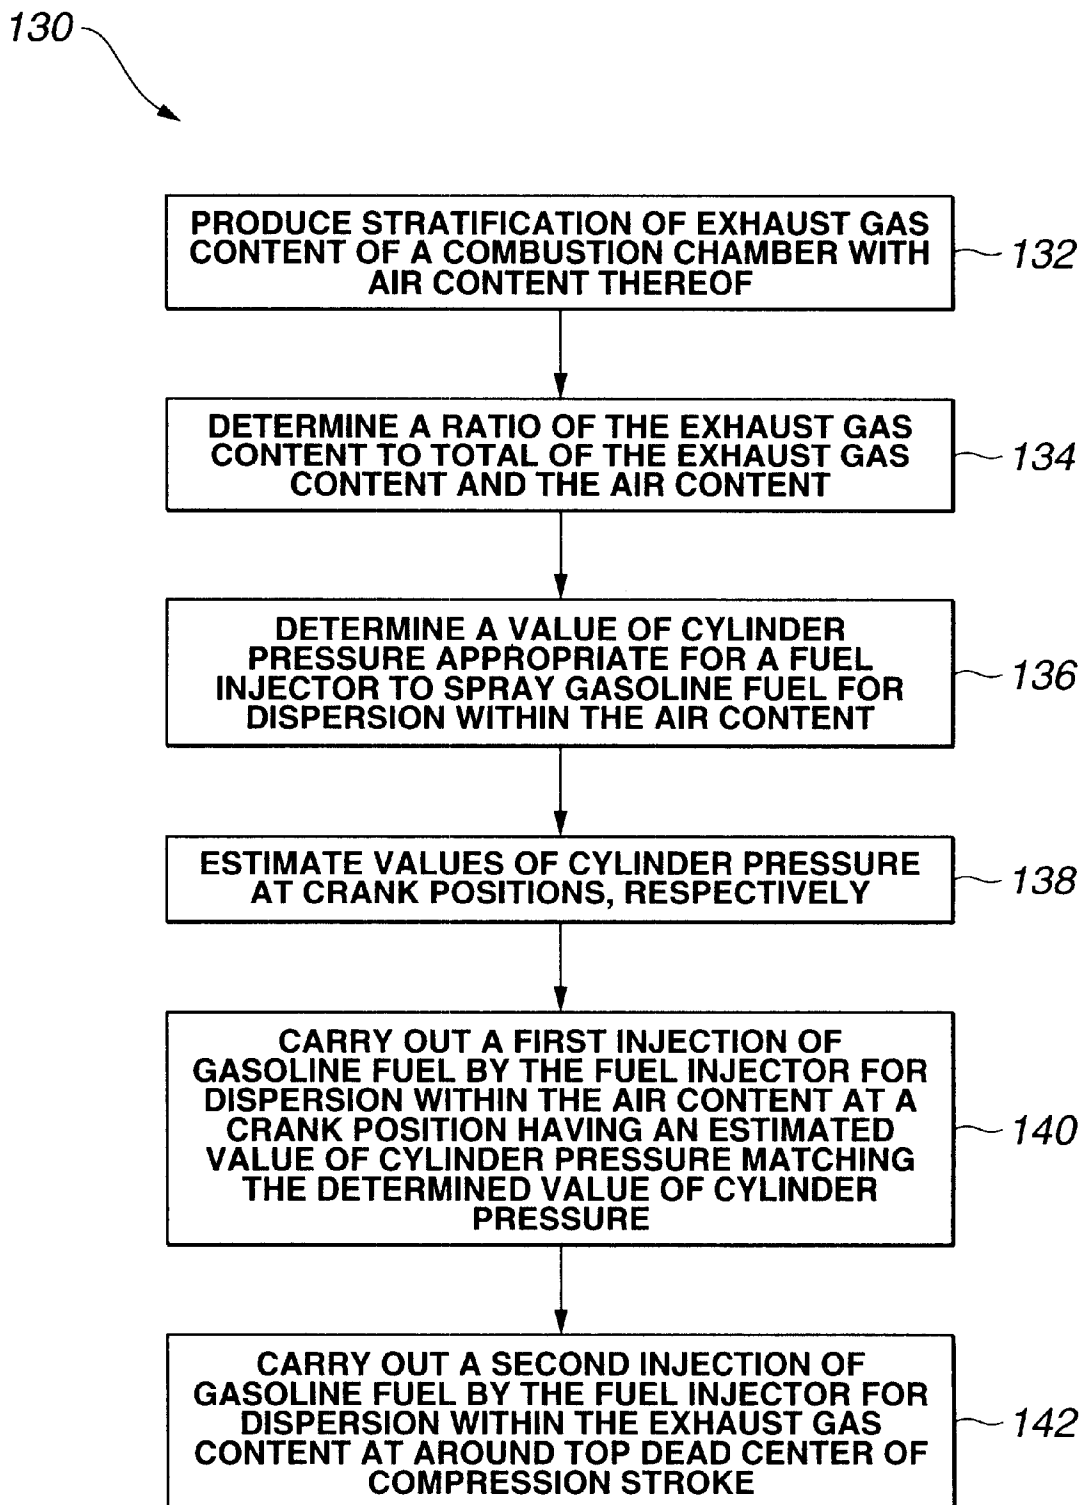 130
PRODUCE STRATIFICATION OF EXHAUST GAS
CONTENT OF A COMBUSTION CHAMBER WITH
AIR CONTENT THEREOF
132
DETERMINE A RATIO OF THE EXHAUST GAS
CONTENT TO TOTAL OF THE EXHAUST GAS
CONTENT AND THE AIR CONTENT
134
DETERMINE A VALUE OF CYLINDER
PRESSURE APPROPRIATE FOR A FUEL
INJECTOR TO SPRAY GASOLINE FUEL FOR
DISPERSION WITHIN THE AIR CONTENT
136
ESTIMATE VALUES OF CYLINDER PRESSURE
AT CRANK POSITIONS, RESPECTIVELY
138
CARRY OUT A FIRST INJECTION OF
GASOLINE FUEL BY THE FUEL INJECTOR FOR
DISPERSION WITHIN THE AIR CONTENT AT A
CRANK POSITION HAVING AN ESTIMATED
VALUE OF CYLINDER PRESSURE MATCHING
THE DETERMINED VALUE OF CYLINDER
PRESSURE
140
CARRY OUT A SECOND INJECTION OF
GASOLINE FUEL BY THE FUEL INJECTOR FOR
DISPERSION WITHIN THE EXHAUST GAS
CONTENT AT AROUND TOP DEAD CENTER OF
COMPRESSION STROKE
142